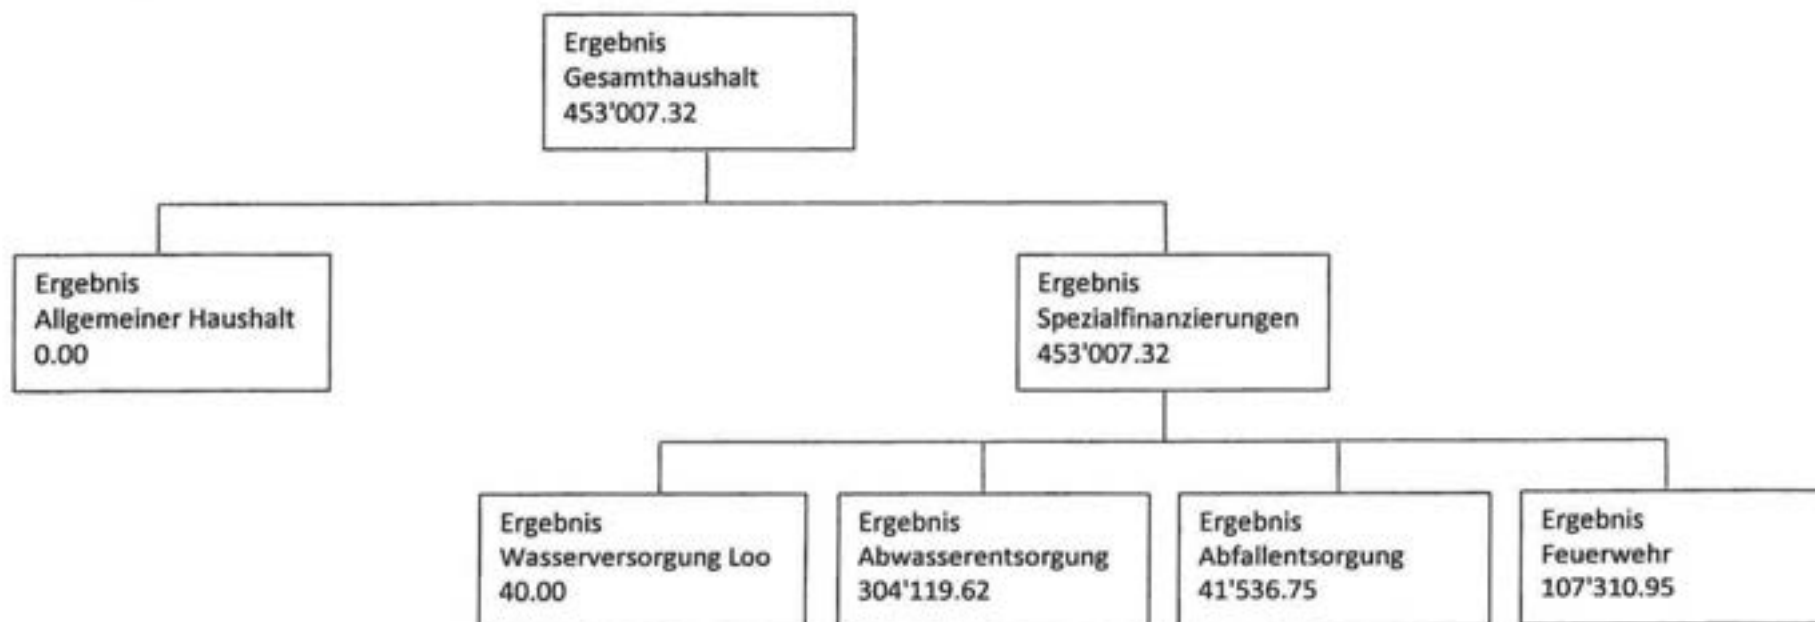 Ergebnis
Gesamthaushalt
453'007.32
Ergebnis
Allgemeiner Haushalt
0.00
Ergebnis
Spezialfinanzierungen
453'007.32
Ergebnis
Wasserversorgung Loo
40.00
Ergebnis
Abwasserentsorgung
304'119.62
Ergebnis
Abfallentsorgung
41'536.75
Ergebnis
Feuerwehr
107'310.95